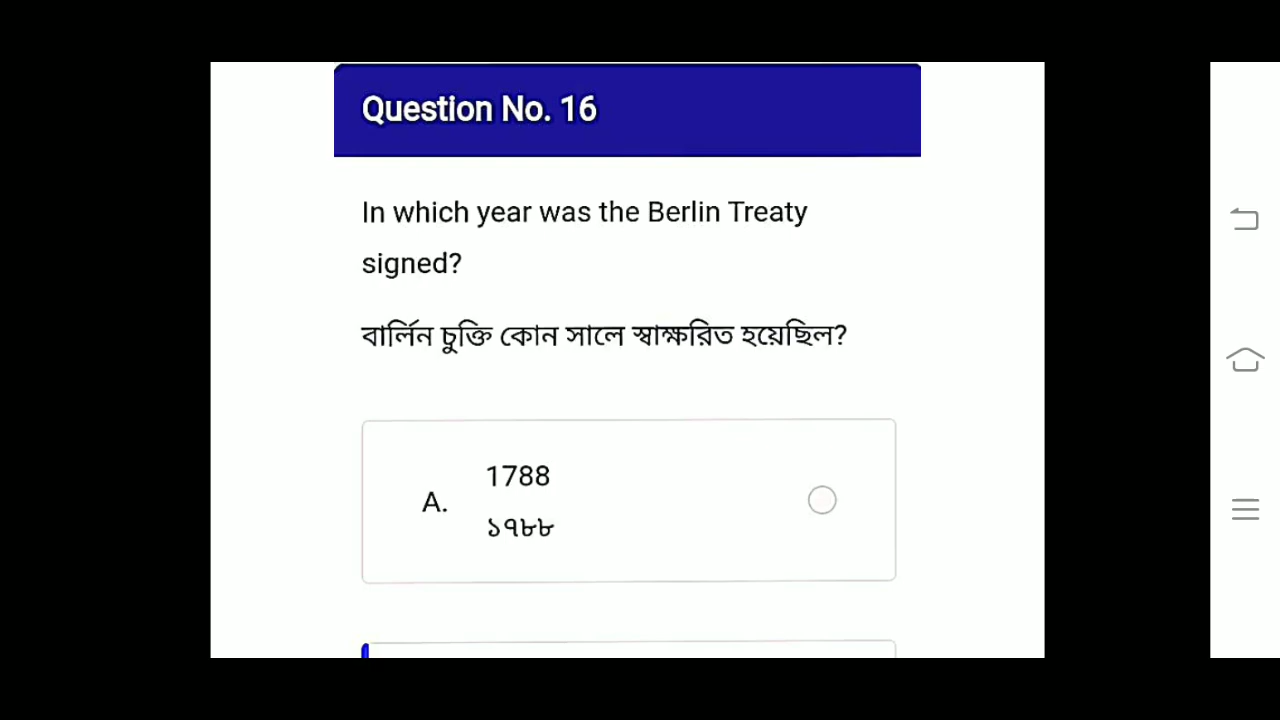 Question No. 16
In which year was the Berlin Treaty
signed?
বার্লিন চুক্তি কোন সালে স্বাক্ষরিত হয়েছিল?
1788
A.
১৭৮৮